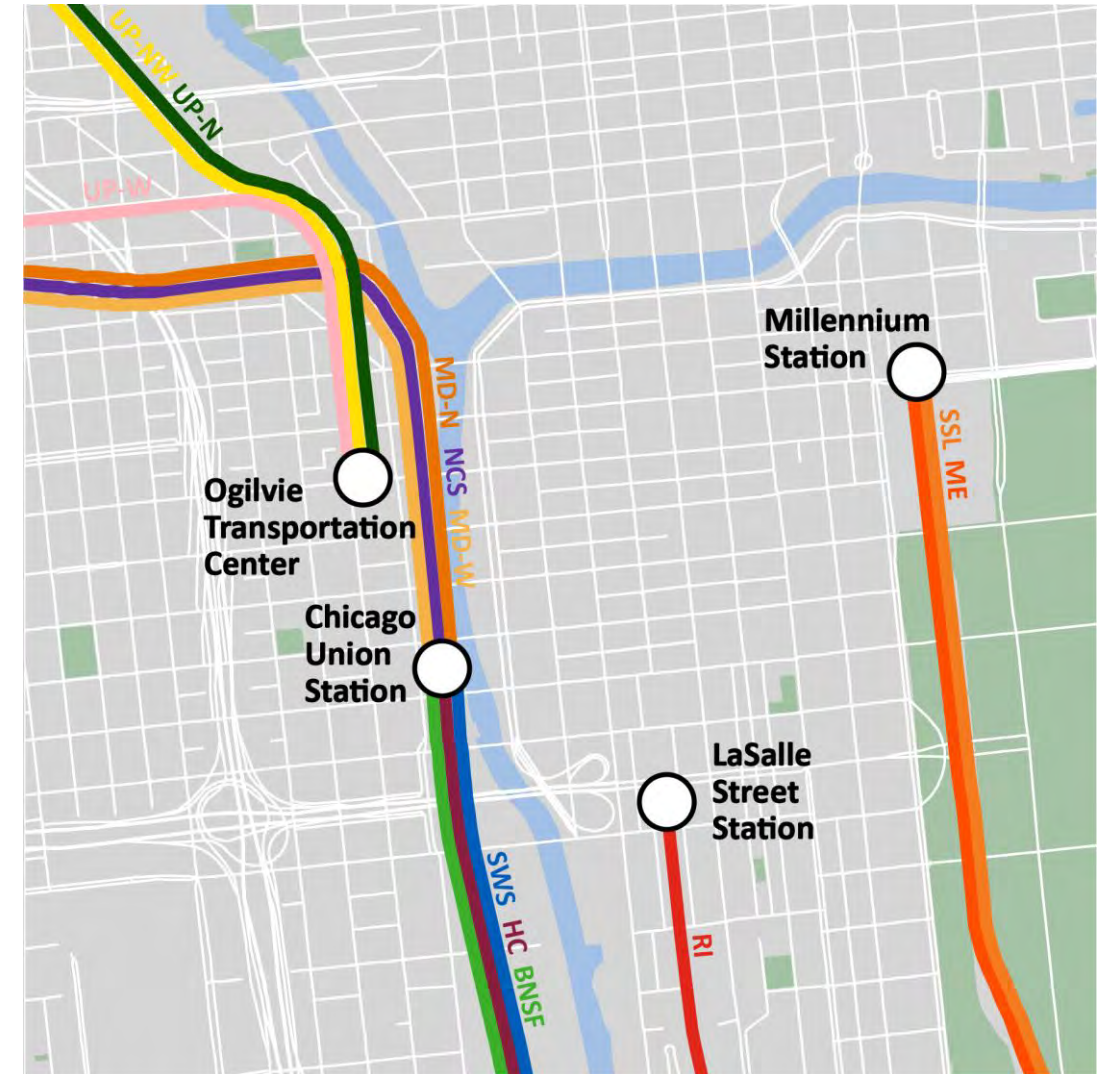 UP-NW
UP-N
UP-W
Millennium
Station
MD-N NCS MD-W
SSL ME
Ogilvie
Transportation
Center
Chicago
Union
Station
LaSalle
Street
Station
SWS HC BNSF
RI